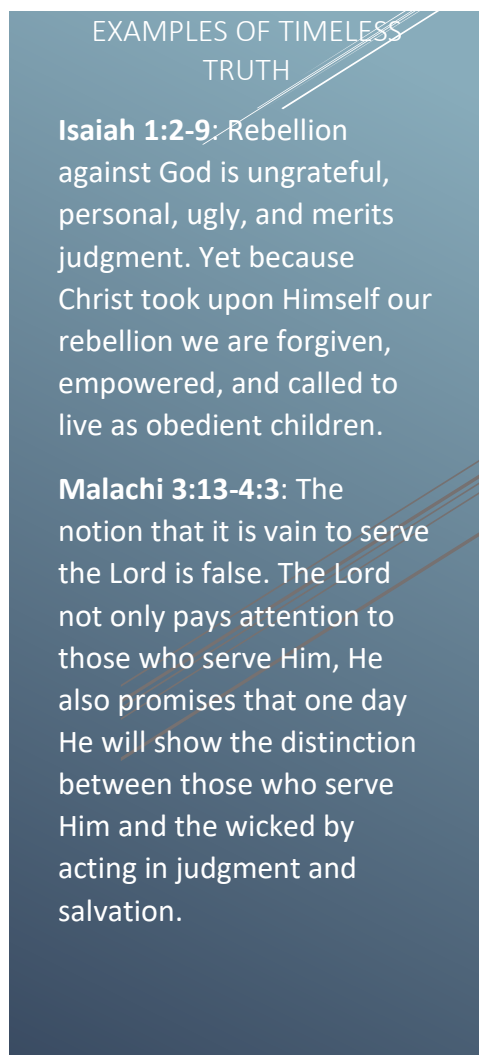 EXAMPLES OF TIMELESS
TRUTH
Isaiah 1:2-9: Rebellion
against God is ungrateful,
personal, ugly, and merits
judgment. Yet because
Christ took upon Himself our
rebellion we are forgiven,
empowered, and called to
live as obedient children.
Malachi 3:13-4:3: The
notion that it is vain to serve
the Lord is false. The Lord
not only pays attention to
those who serve Him, He
also promises that one day
He will show the distinction
between those who serve
Him and the wicked by
acting in judgment and
salvation.